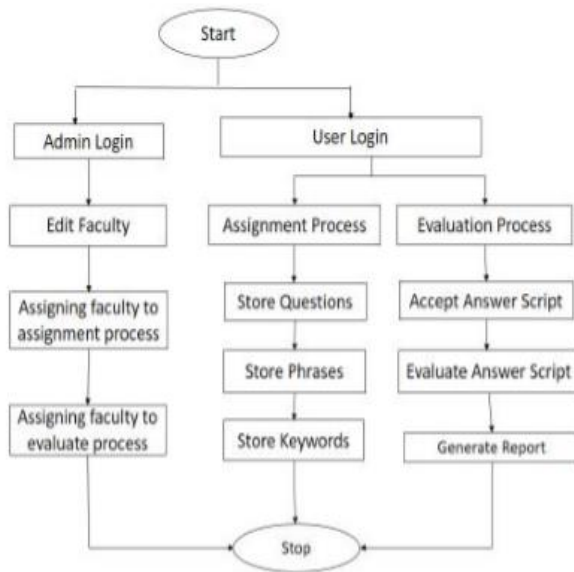 Start
Admin Login
User Login
Edit Faculty
Assignment Process
Evaluation Process
Assigning faculty to
assignment process
Store Questions
Accept Answer Script
Store Phrases
Evaluate Answer Script
Assigning faculty to
evaluate process
Store Keywords
Generate Report
Stop